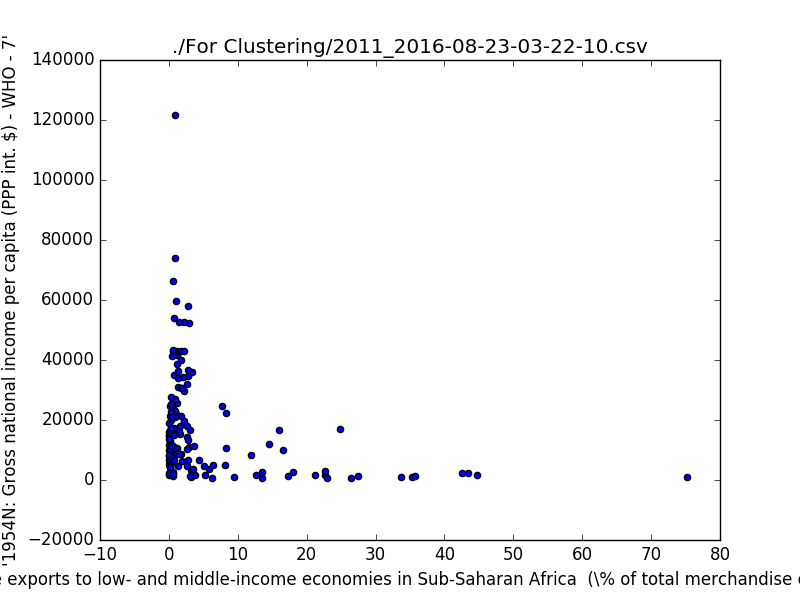 ./For Clustering/2011_2016-08-23-03-22-10.csv
'1954N: Gross national income per capita (PPP int. $) - WHO - 7'
140000
120000
100000
80000
60000
40000
20000
0
−20000
−10 0 10 20 30 40 50 60 70 80
exports to low- and middle-income economies in Sub-Saharan Africa (\% of total merchandise